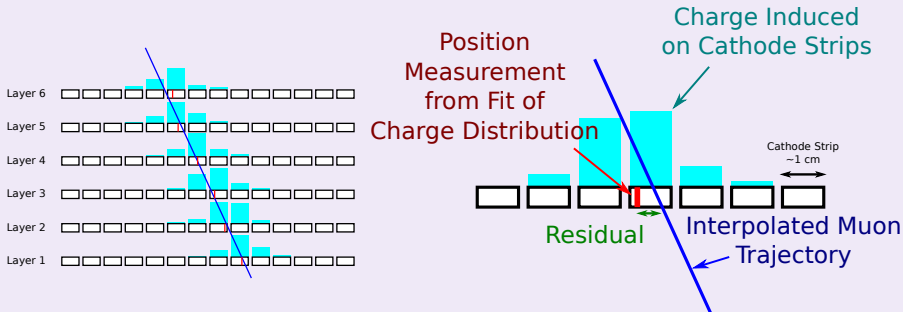 Layer 6
Layer 5
Layer 4
Layer 3
Layer 2
Layer 1
Position
Measurement
from Fit of
Charge Distribution
Charge Induced
on Cathode Strips
Cathode Strip
~1 cm
Residual
Interpolated Muon
Trajectory